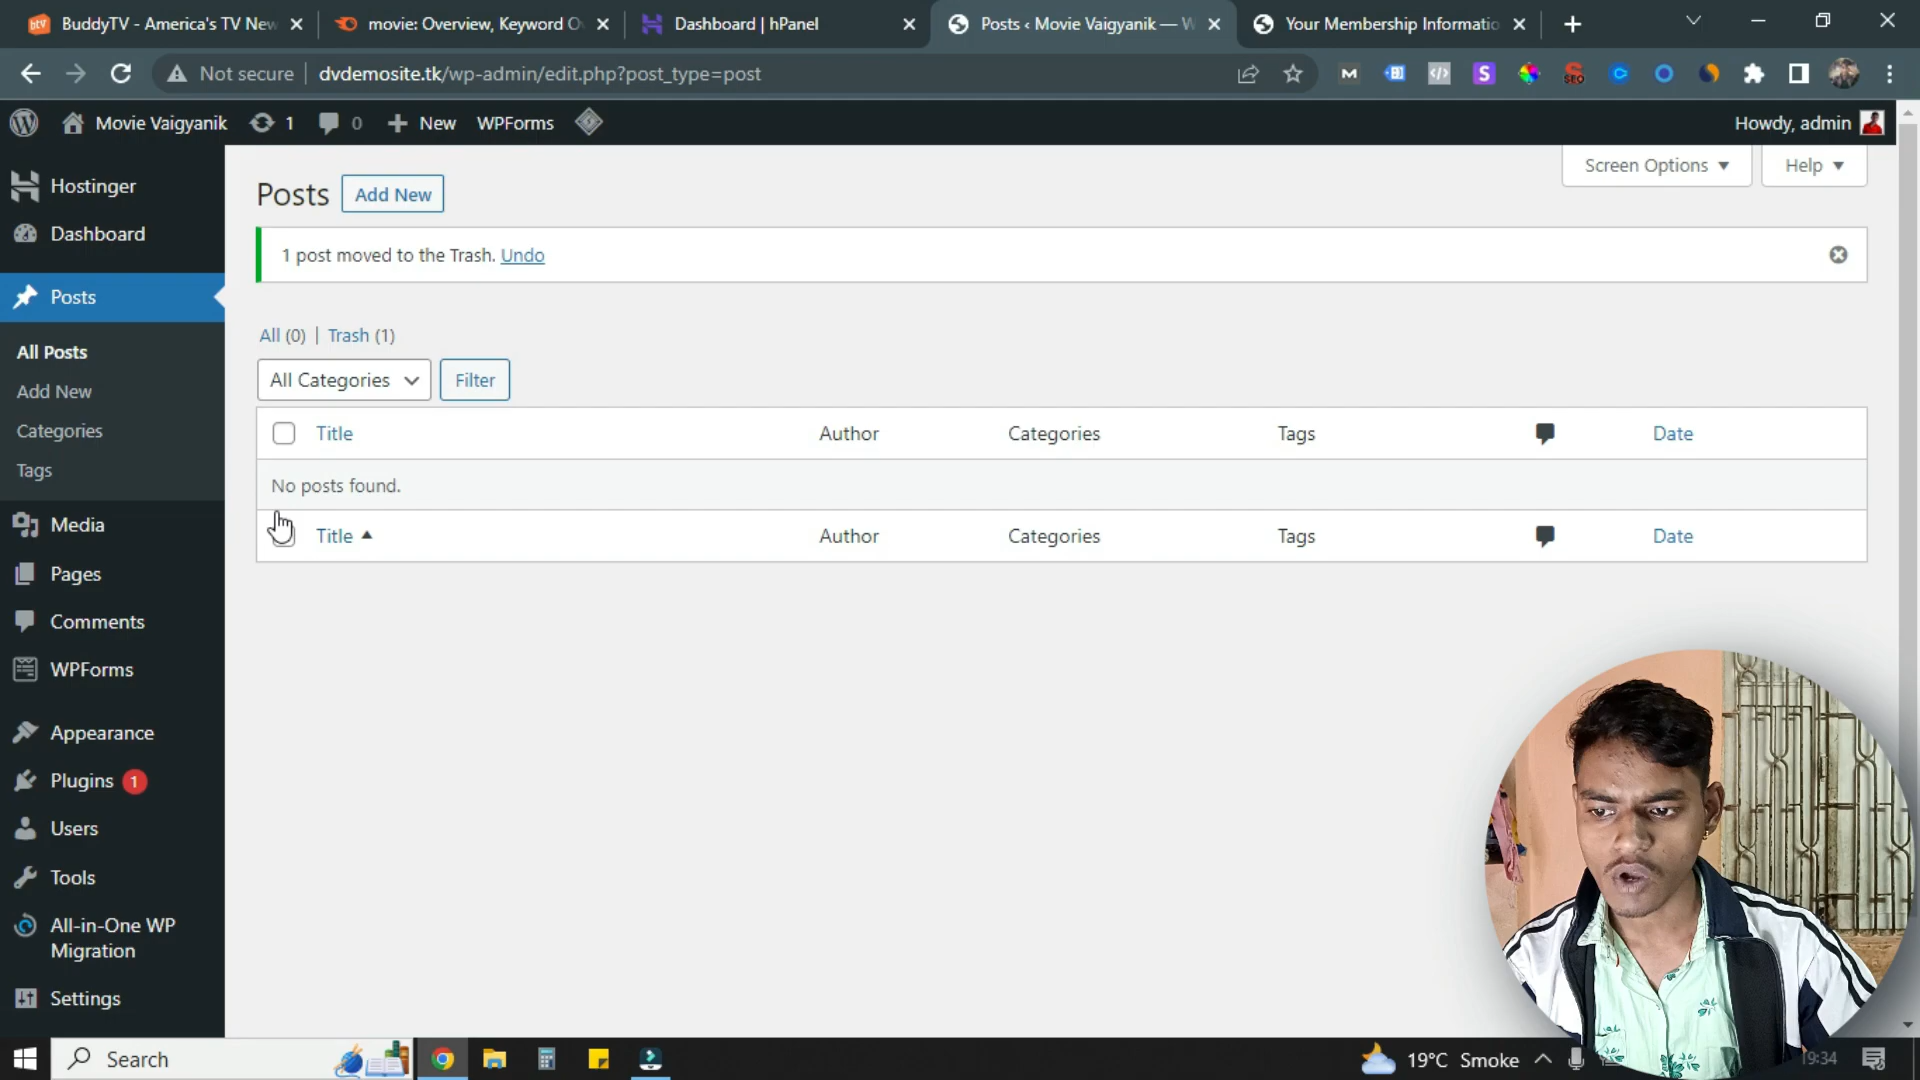 BuddyTV - America's TV New
movie: Overview, Keyword O
Dashboard | hPanel
Posts ‹ Movie Vaigyanik — W
Your Membership Informatio
Not secure
dvdemosite.tk/wp-admin/edit.php?post_type=post
Movie Vaigyanik
1
0
New
WPForms
Howdy, admin
Screen Options
Help
Hostinger
Dashboard
Posts
All Posts
Add New
Categories
Tags
Media
Pages
Comments
WPForms
Appearance
Plugins 1
Users
Tools
All-in-One WP
Migration
Settings
Posts
Add New
1 post moved to the Trash. Undo
All (0) | Trash (1)
All Categories
Filter
Title Author Categories Tags Date
No posts found.
Title Author Categories Tags Date
Search
19°C Smoke